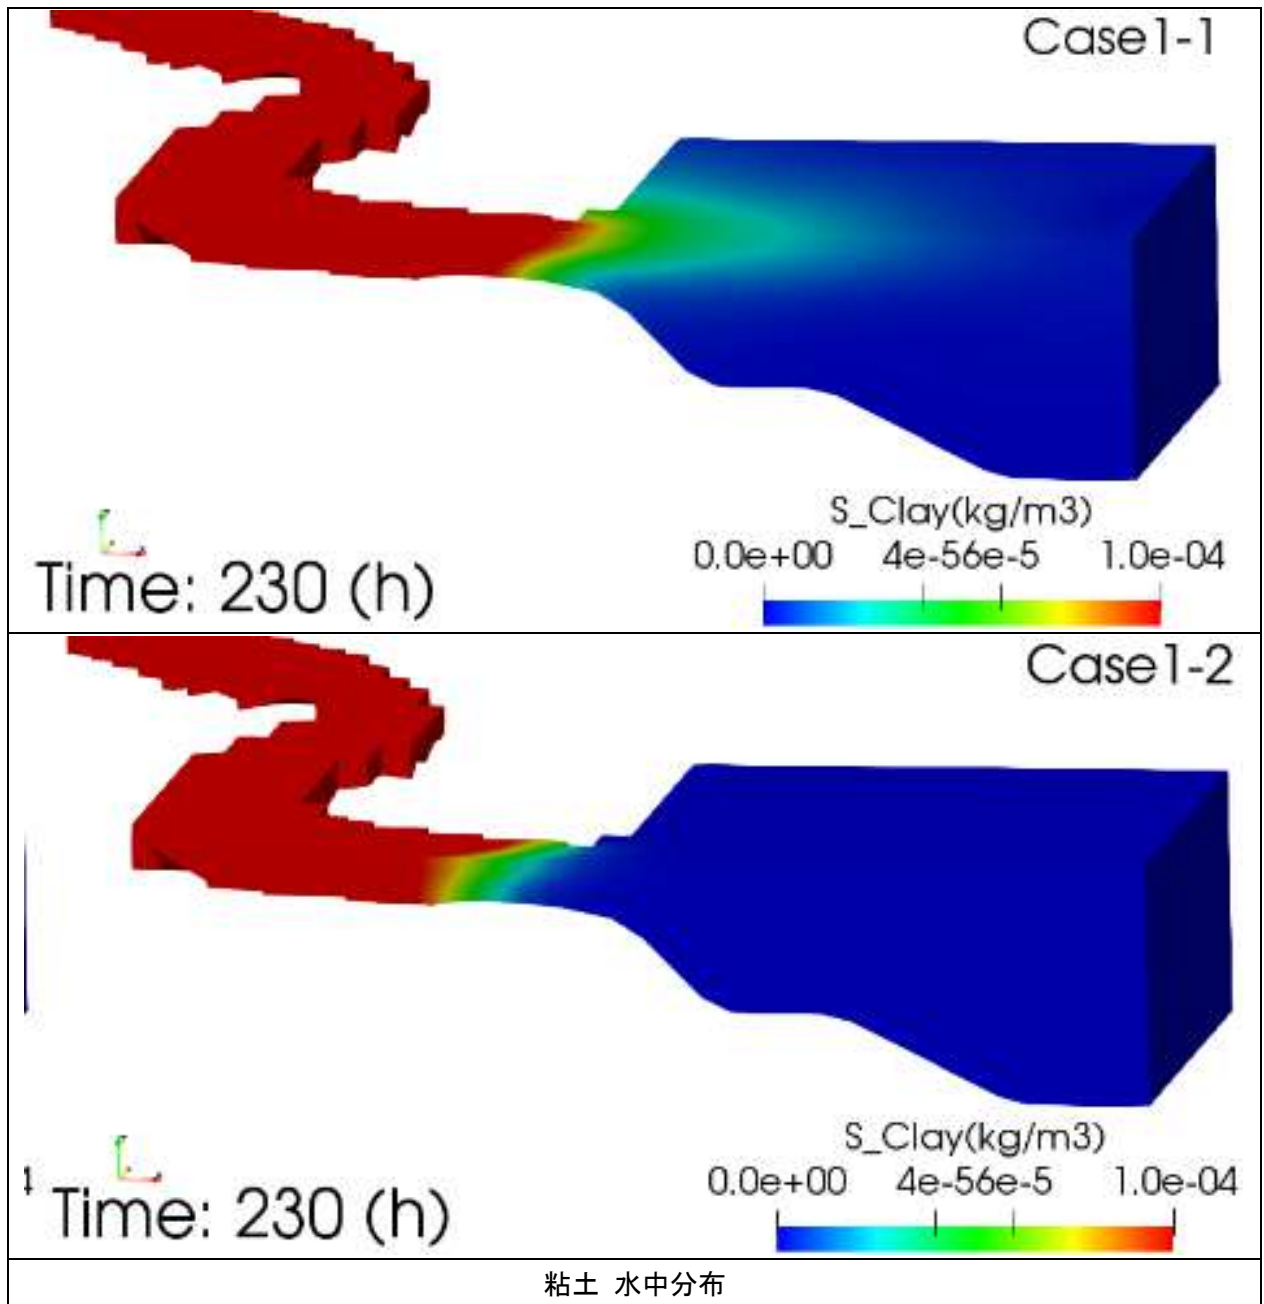 Case1-1
S_Clay(kg/m3)
0.0e+00 4e-56e-5 1.0e-04
Time: 230 (h)
Case1-2
S_Clay(kg/m3)
0.0e+00 4e-56e-5 1.0e-04
Time: 230 (h)
粘土 水中分布